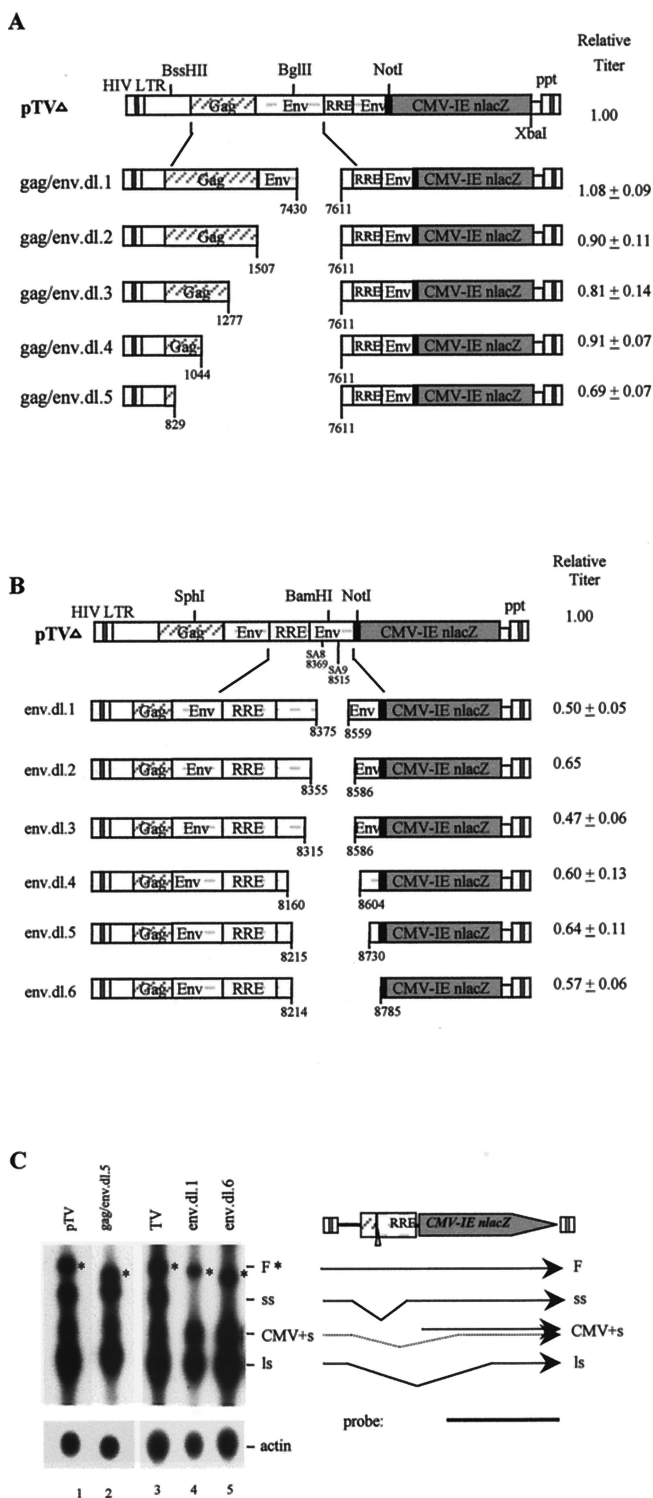 A
Relative
Titer
BssHII BglII NotI
HIV LTR ppt
pTV△ Gag Env RRE Env CMV-IE nlacZ 1.00
XbaI
gag/env.dl.1 Gag Env RRE Env CMV-IE nlacZ 1.08 ± 0.09
7430 7611
gag/env.dl.2 Gag RRE Env CMV-IE nlacZ 0.90 ± 0.11
1507 7611
gag/env.dl.3 Gag RRE Env CMV-IE nlacZ 0.81 ± 0.14
1277 7611
gag/env.dl.4 Gag RRE Env CMV-IE nlacZ 0.91 ± 0.07
1044 7611
gag/env.dl.5 RRE Env CMV-IE nlacZ 0.69 ± 0.07
829 7611
B
Relative
Titer
SphI BamHI NotI
HIV LTR ppt
pTV△ Gag Env RRE Env CMV-IE nlacZ 1.00
SA8
8369
SA9
8515
env.dl.1 Gag Env RRE Env CMV-IE nlacZ 0.50 ± 0.05
8375 8559
env.dl.2 Gag Env RRE Env CMV-IE nlacZ 0.65
8355 8586
env.dl.3 Gag Env RRE Env CMV-IE nlacZ 0.47 ± 0.06
8315 8586
env.dl.4 Gag Env RRE CMV-IE nlacZ 0.60 ± 0.13
8160 8604
env.dl.5 Gag Env RRE CMV-IE nlacZ 0.64 ± 0.11
8215 8730
env.dl.6 Gag Env RRE CMV-IE nlacZ 0.57 ± 0.06
8214 8785
C
pTV gag/env.dl.5 TV env.dl.1 env.dl.6
RRE CMV-IE nlacZ
* * * * * F * F
ss ss
CMV+s CMV+s
ls ls
probe:
actin
1 2 3 4 5